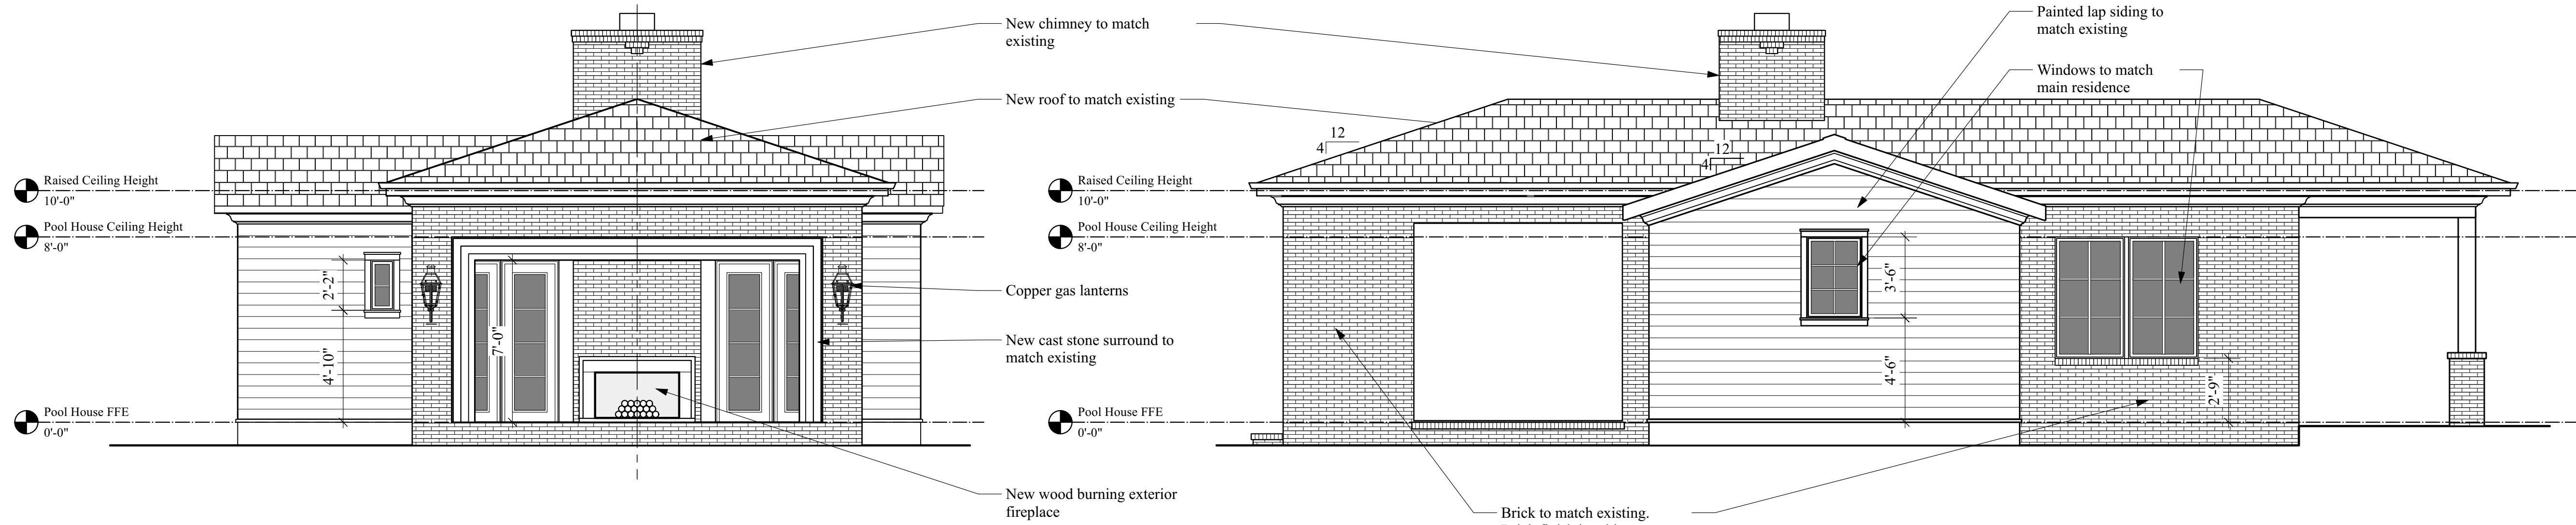 New chimney to match
existing
New roof to match existing
Raised Ceiling Height
10'-0"
Pool House Ceiling Height
8'-0"
2'-2"
4'-10"
7'-0"
Pool House FFE
0'-0"
Copper gas lanterns
New cast stone surround to
match existing
New wood burning exterior
fireplace
Painted lap siding to
match existing
Windows to match
main residence
12
4
12
4
Raised Ceiling Height
10'-0"
Pool House Ceiling Height
8'-0"
3'-6"
4'-6"
2'-9"
Pool House FFE
0'-0"
Brick to match existing.